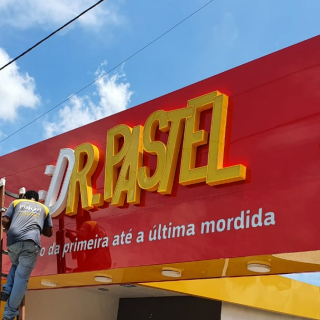 DR. PASTEL
o da primeira até a última mordida